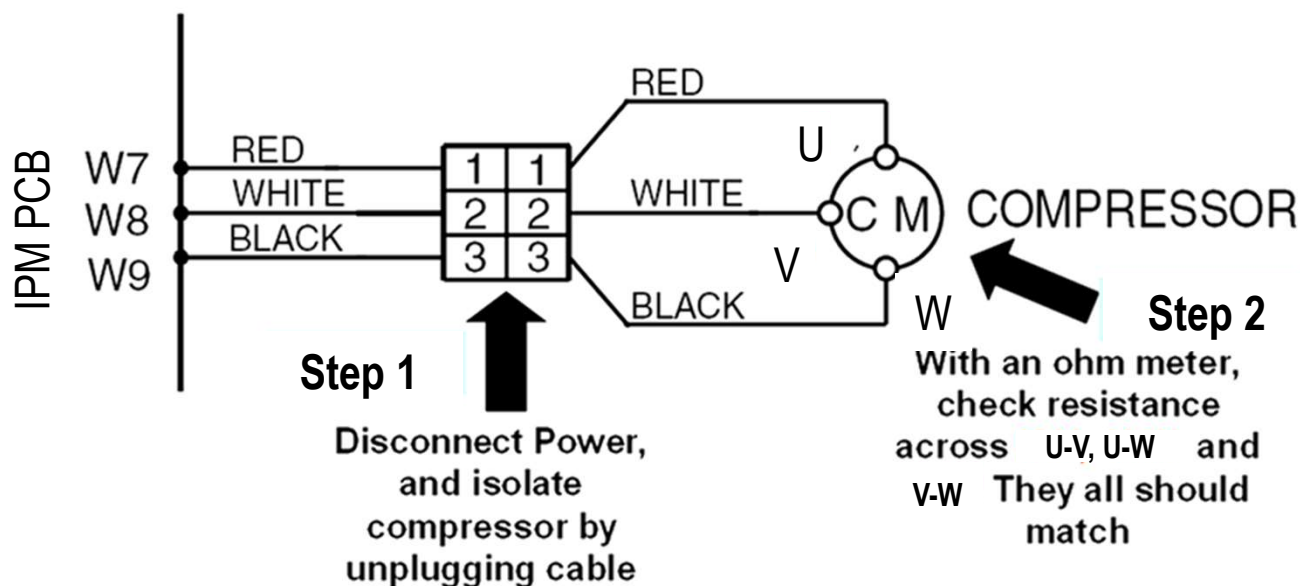 IPM PCB
W7
W8
W9
RED
WHITE
BLACK
1 1
2 2
3 3
RED
WHITE
BLACK
U
V
W
C M
COMPRESSOR
Step 1
Disconnect Power,
and isolate
compressor by
unplugging cable
Step 2
With an ohm meter,
check resistance
across U-V, U-W and
V-W They all should
match